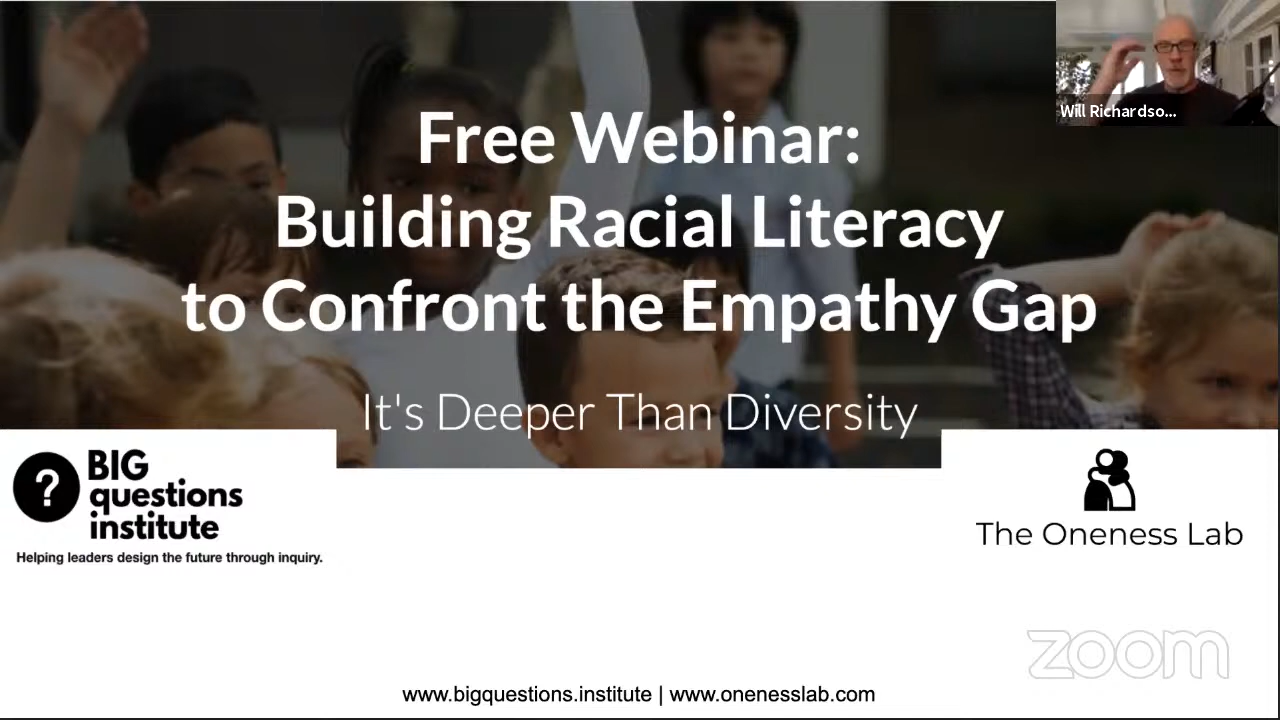 Will Richardso...
Free Webinar:
Building Racial Literacy
to Confront the Empathy Gap
It's Deeper Than Diversity
?
BIG
questions
institute
Helping leaders design the future through inquiry.
The Oneness Lab
zoom
www.bigquestions.institute | www.onenesslab.com